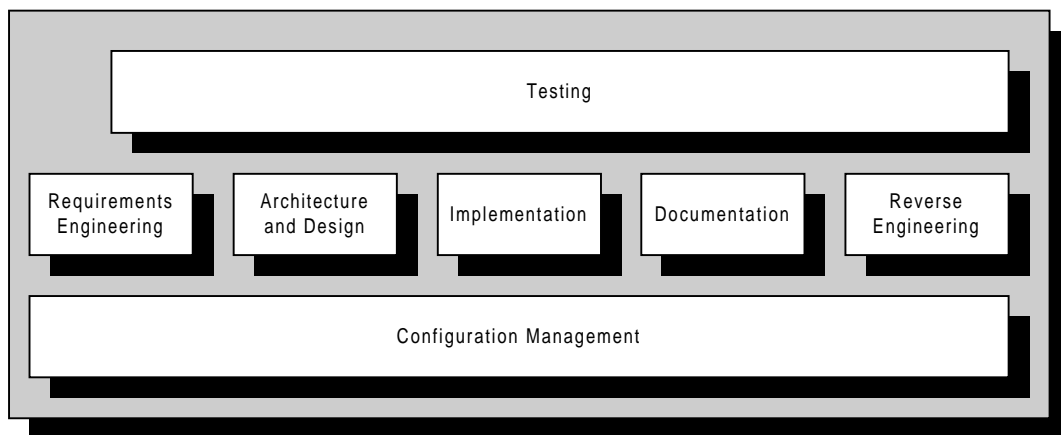 Testing
Requirements
Engineering
Architecture
and Design
Implementation
Documentation
Reverse
Engineering
Configuration Management